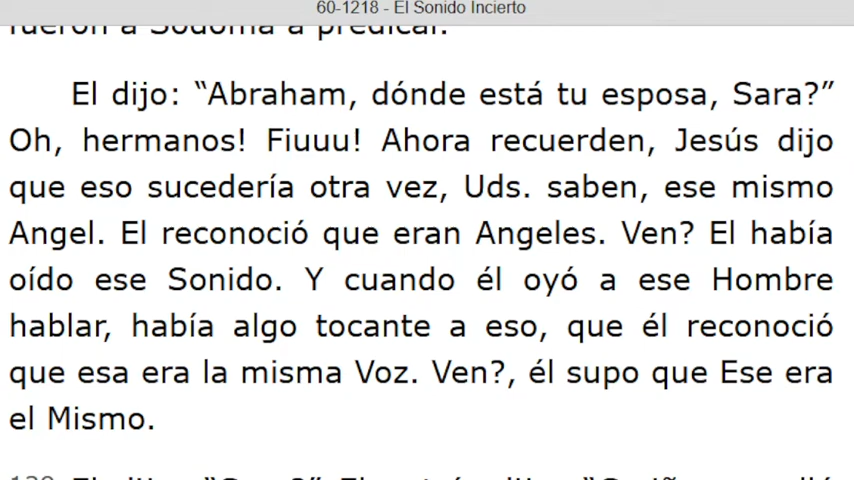 60-1218 - El Sonido Incierto
fueron a Sodoma a predicar.
El dijo: “Abraham, dónde está tu esposa, Sara?”
Oh, hermanos! Fiuuu! Ahora recuerden, Jesús dijo
que eso sucedería otra vez, Uds. saben, ese mismo
Angel. El reconoció que eran Angeles. Ven? El había
oído ese Sonido. Y cuando él oyó a ese Hombre
hablar, había algo tocante a eso, que él reconoció
que esa era la misma Voz. Ven?, él supo que Ese era
el Mismo.